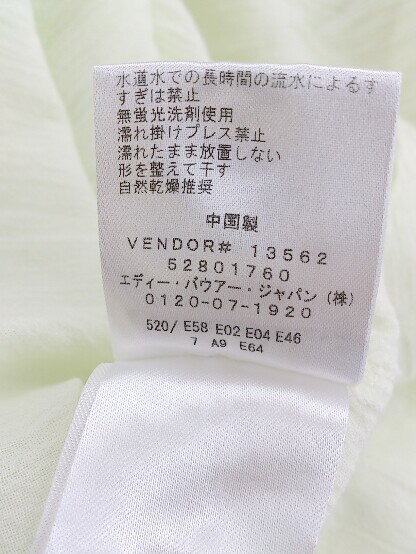 水道水での長時間の流水によるす
すぎは禁止
無蛍光洗剤使用
濡れ掛けプレス禁止
濡れたまま放置しない
形を整えて干す
自然乾燥推奨
中国製
VENDOR# 13562
52801760
エディー・バウアー・ジャパン(株)
0120-07-1920
520/ E58 E02 E04 E46
7 A9 E64